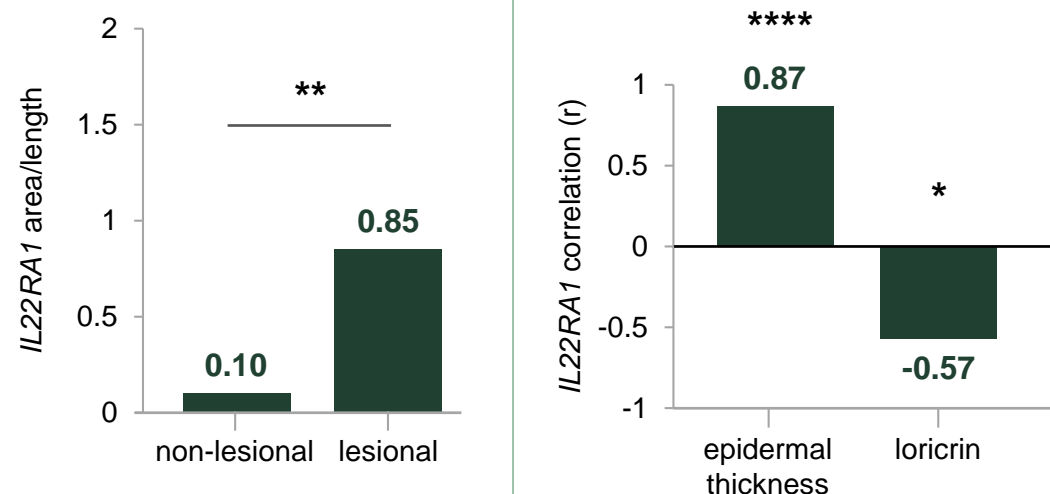 2
1.5
1
0.5
0
IL22RA1 area/length
**
0.10
0.85
non-lesional
lesional
1
0.5
0
-0.5
-1
IL22RA1 correlation (r)
****
0.87
*
-0.57
epidermal
thickness
loricrin